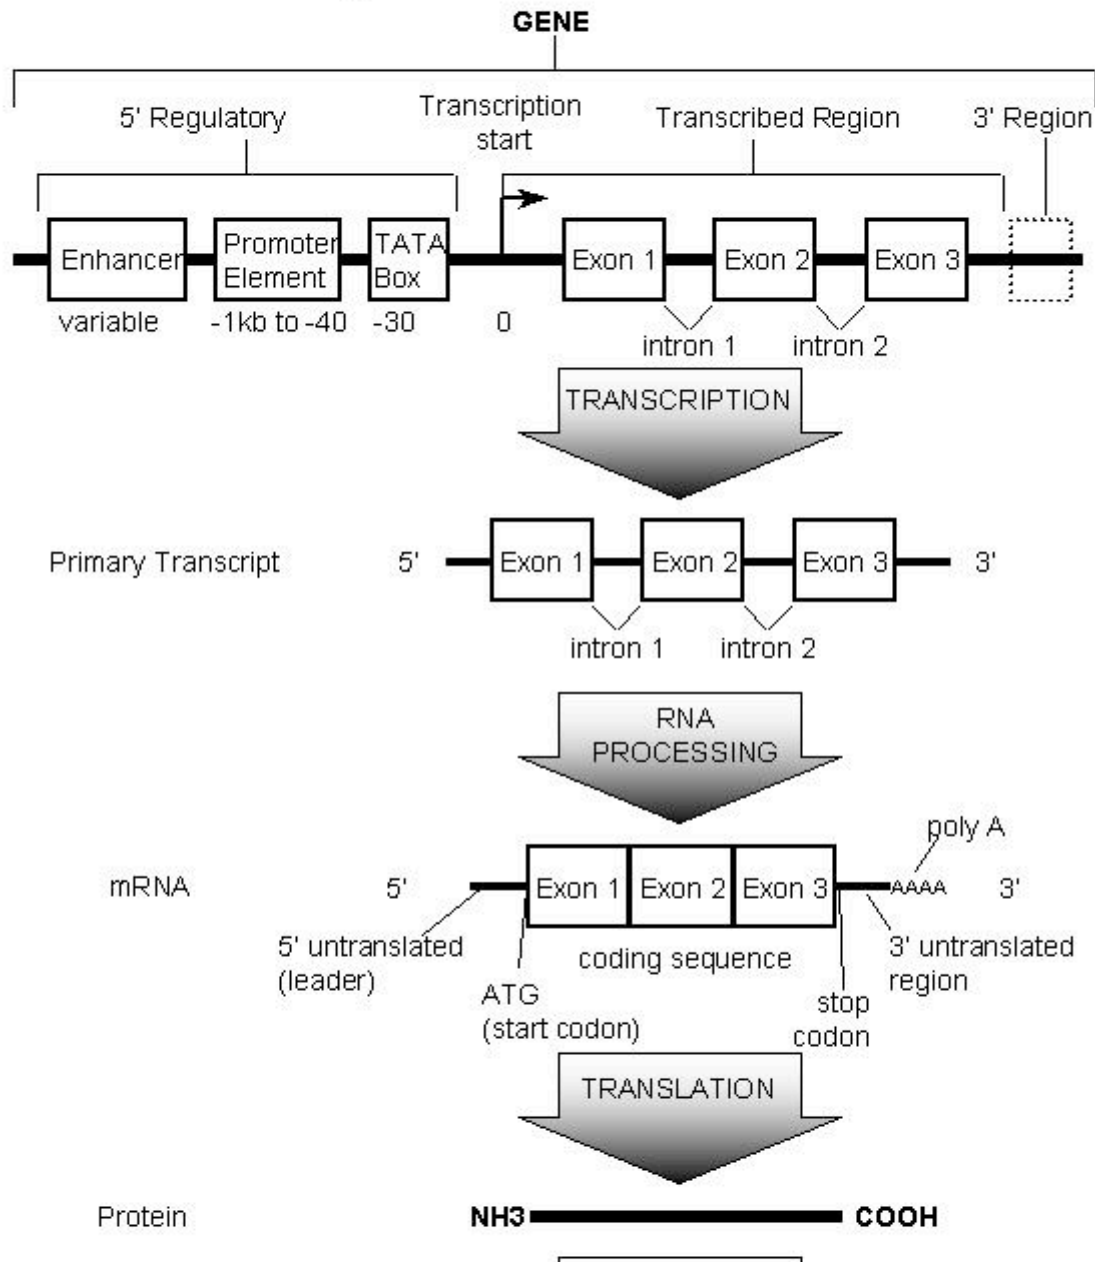 GENE
5' Regulatory
Transcription
start
Transcribed Region
3' Region
Enhancer
Promoter
Element
TATA
Box
Exon 1
Exon 2
Exon 3
variable
-1kb to -40
-30
0
intron 1
intron 2
TRANSCRIPTION
Primary Transcript
5'
Exon 1
Exon 2
Exon 3
3'
intron 1
intron 2
RNA
PROCESSING
poly A
mRNA
5'
Exon 1
Exon 2
Exon 3
AAAA
3'
5' untranslated
(leader)
coding sequence
3' untranslated
region
ATG
(start codon)
stop
codon
TRANSLATION
Protein
NH3
COOH